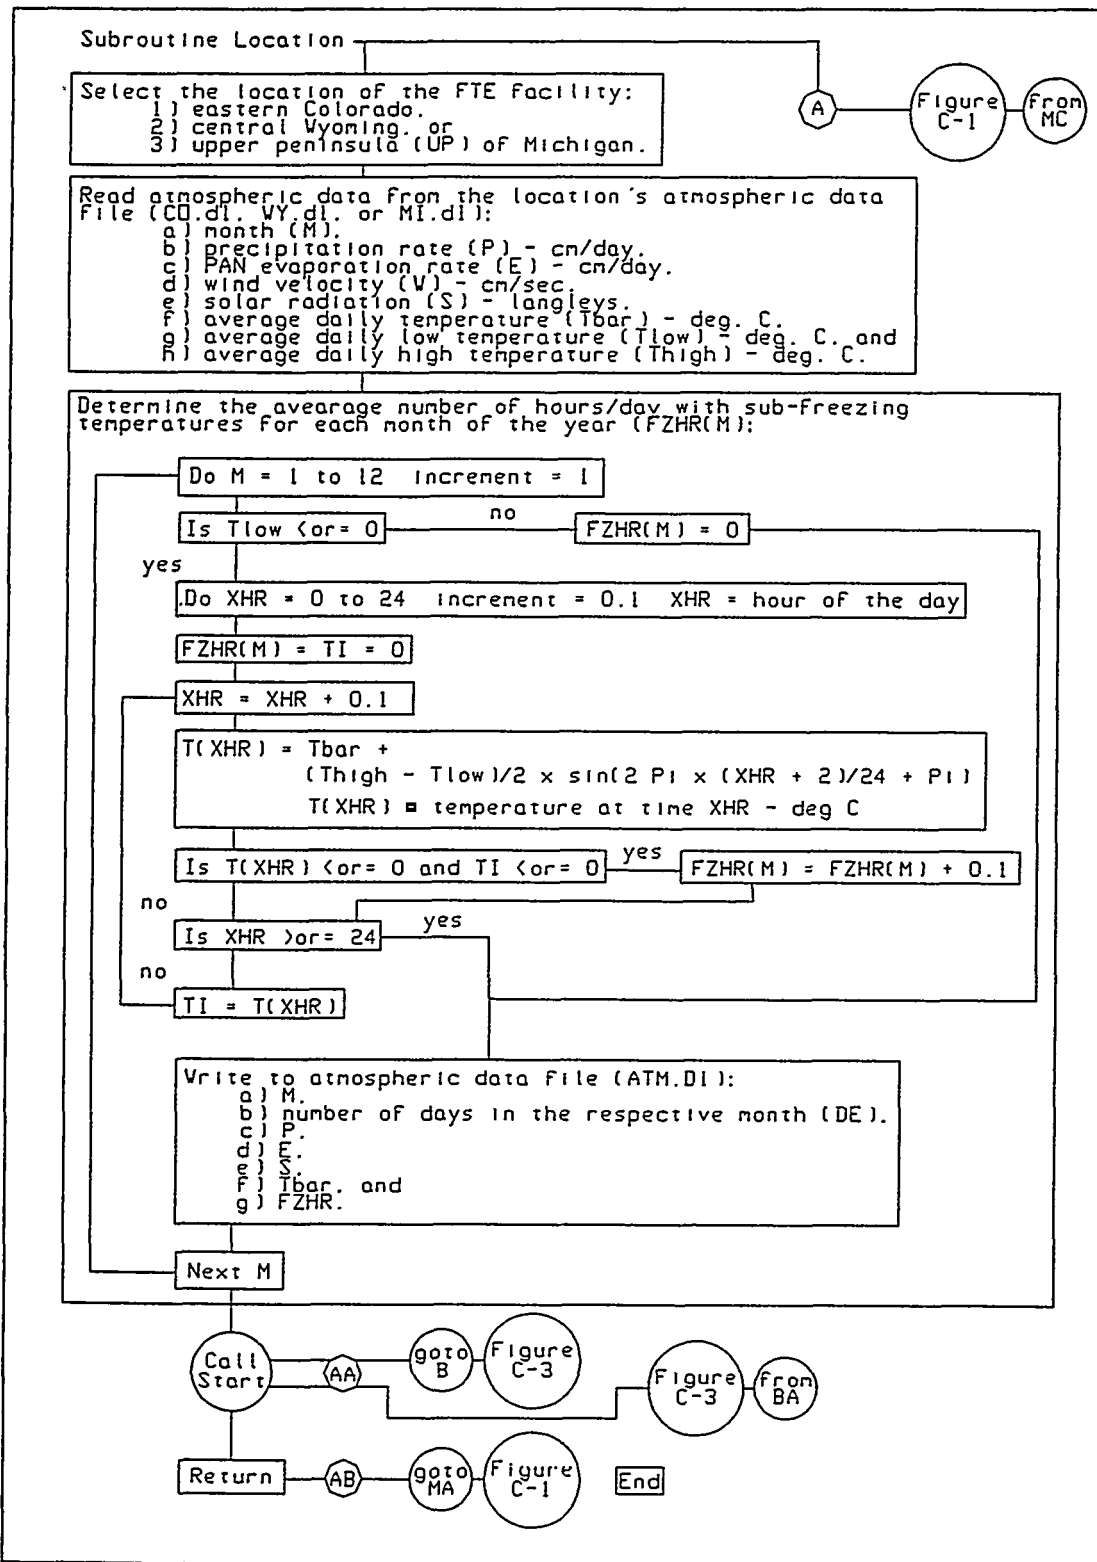 Subroutine Location
Select the location of the FTE Facility:
1) eastern Colorado.
2) central Wyoming. or
3) upper peninsula (UP) of Michigan.
A
Figure
C-1
From
MC
Read atmospheric data from the location's atmospheric data
File (CO.d1. WY.d1. or MI.d1):
a) month (M).
b) precipitation rate (P) - cm/day.
c) PAN evaporation rate (E) - cm/day.
d) wind velocity (W) - cm/sec.
e) solar radiation (S) - langleys.
f) average daily temperature (Tbar) - deg. C.
g) average daily low temperature (Tlow) - deg. C. and
h) average daily high temperature (Thigh) - deg. C.
Determine the avearage number of hours/day with sub-freezing
temperatures for each month of the year (FZHR(M):
Do M = 1 to 12 increment = 1
Is Tlow <or= 0
no
FZHR(M) = 0
yes
.Do XHR = 0 to 24 increment = 0.1 XHR = hour of the day
FZHR(M) = TI = 0
XHR = XHR + 0.1
T(XHR) = Tbar +
(Thigh - Tlow)/2 x sin(2 Pi x (XHR + 2)/24 + Pi)
T(XHR) = temperature at time XHR - deg C
Is T(XHR) <or= 0 and TI <or= 0
yes
FZHR(M) = FZHR(M) + 0.1
no
Is XHR >or= 24
yes
no
TI = T(XHR)
Write to atmospheric data file (ATM.DI):
a) M.
b) number of days in the respective month (DE).
c) P.
d) E.
e) S.
f) Tbar. and
g) FZHR.
Next M
Call
Start
AA
goto
B
Figure
C-3
Figure
C-3
From
BA
Return
AB
goto
MA
Figure
C-1
End